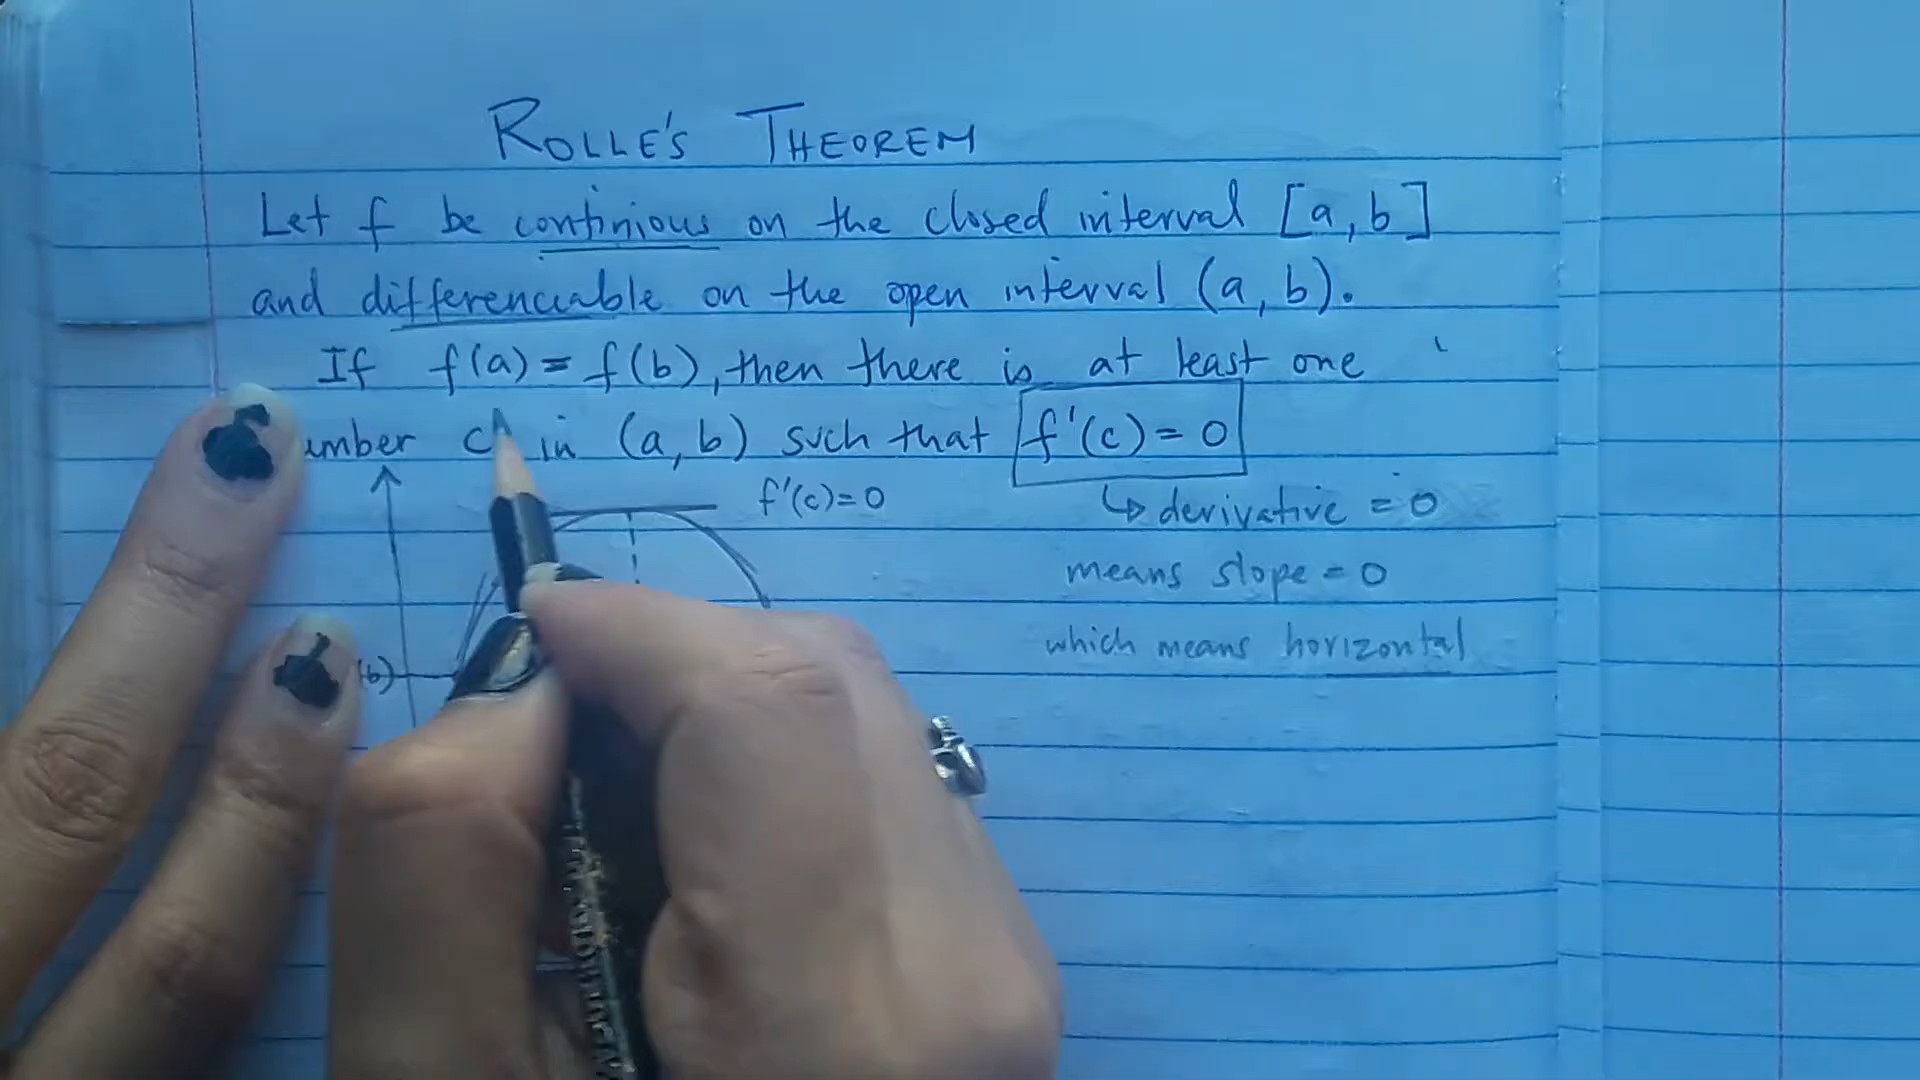 ROLLE'S THEOREM
Let f be continious on the closed interval [a, b]
and differenciable on the open interval (a, b).
If f(a) = f(b), then there is at least one
umber c in (a, b) such that f'(c) = 0
f'(c) = 0
↳ derivative = 0
means slope = 0
which means horizontal
(b)